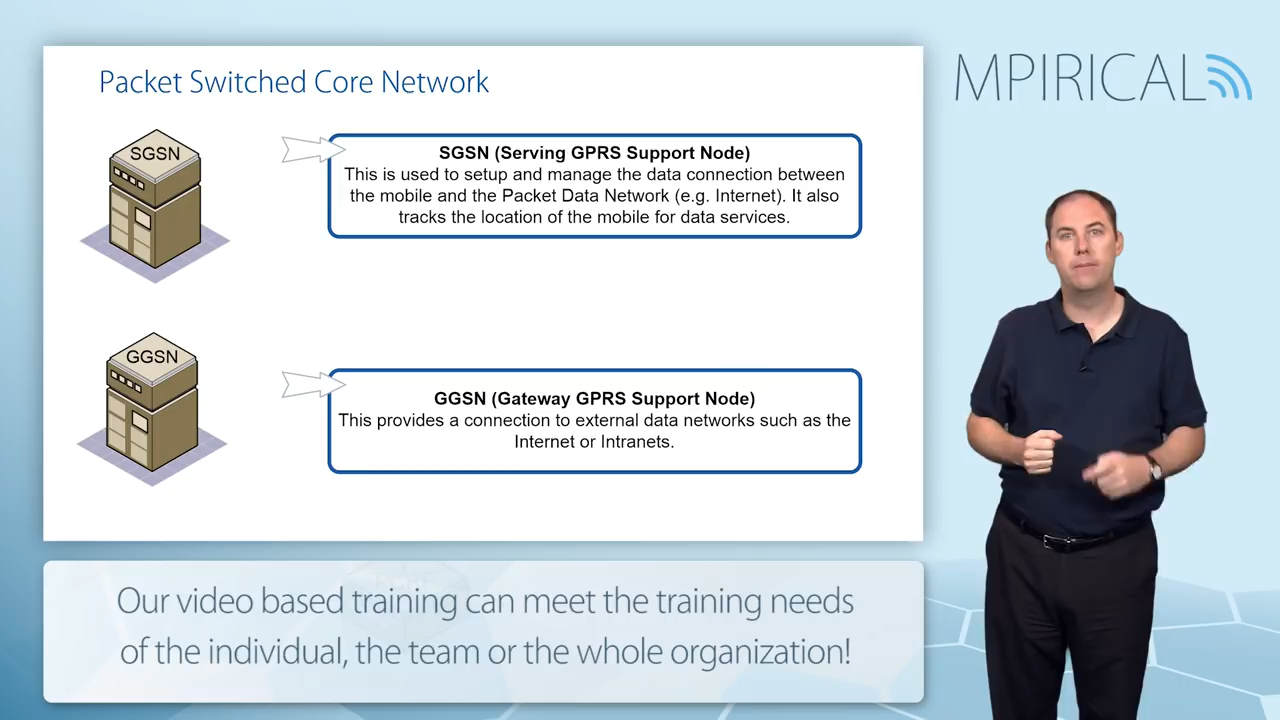 Packet Switched Core Network
MPIRICAL
SGSN
SGSN (Serving GPRS Support Node)
This is used to setup and manage the data connection between
the mobile and the Packet Data Network (e.g. Internet). It also
tracks the location of the mobile for data services.
GGSN
GGSN (Gateway GPRS Support Node)
This provides a connection to external data networks such as the
Internet or Intranets.
Our video based training can meet the training needs
of the individual, the team or the whole organization!